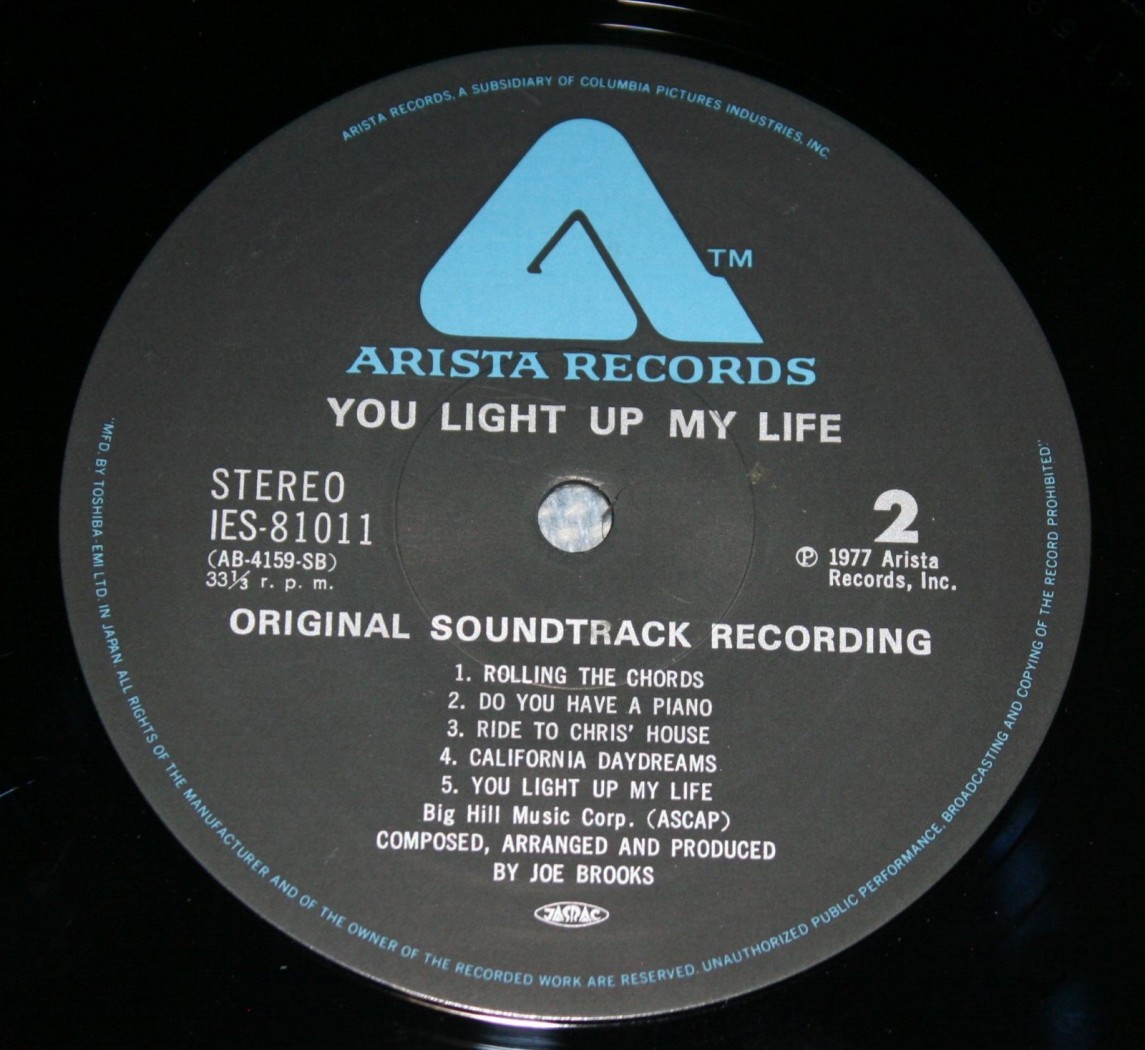 ARISTA RECORDS, A SUBSIDIARY OF COLUMBIA PICTURES INDUSTRIES, INC.
TM
ARISTA RECORDS
YOU LIGHT UP MY LIFE
STEREO
IES-81011
(AB-4159-SB)
33⅓ r. p. m.
2
Ⓟ 1977 Arista
Records, Inc.
ORIGINAL SOUNDTRACK RECORDING
1. ROLLING THE CHORDS
2. DO YOU HAVE A PIANO
3. RIDE TO CHRIS' HOUSE
4. CALIFORNIA DAYDREAMS
5. YOU LIGHT UP MY LIFE
Big Hill Music Corp. (ASCAP)
COMPOSED, ARRANGED AND PRODUCED
BY JOE BROOKS
JASRAC
"MFD. BY TOSHIBA-EMI LTD. IN JAPAN. ALL RIGHTS OF THE MANUFACTURER AND OF THE OWNER OF THE RECORDED WORK ARE RESERVED. UNAUTHORIZED PUBLIC PERFORMANCE, BROADCASTING AND COPYING OF THE RECORD PROHIBITED."